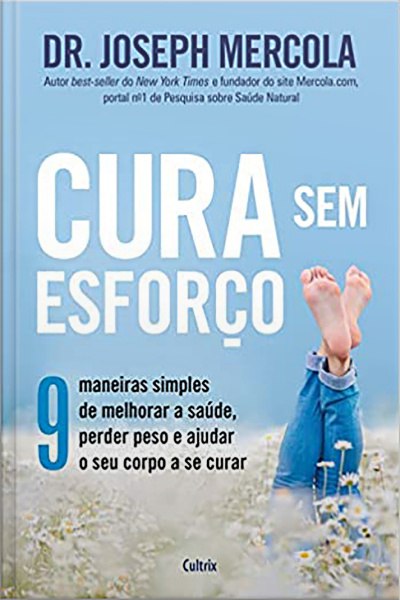 DR. JOSEPH MERCOLA
Autor best-seller do New York Times e fundador do site Mercola.com,
portal nº1 de Pesquisa sobre Saúde Natural
CURA SEM
ESFORÇO
9 maneiras simples
de melhorar a saúde,
perder peso e ajudar
o seu corpo a se curar
Cultrix